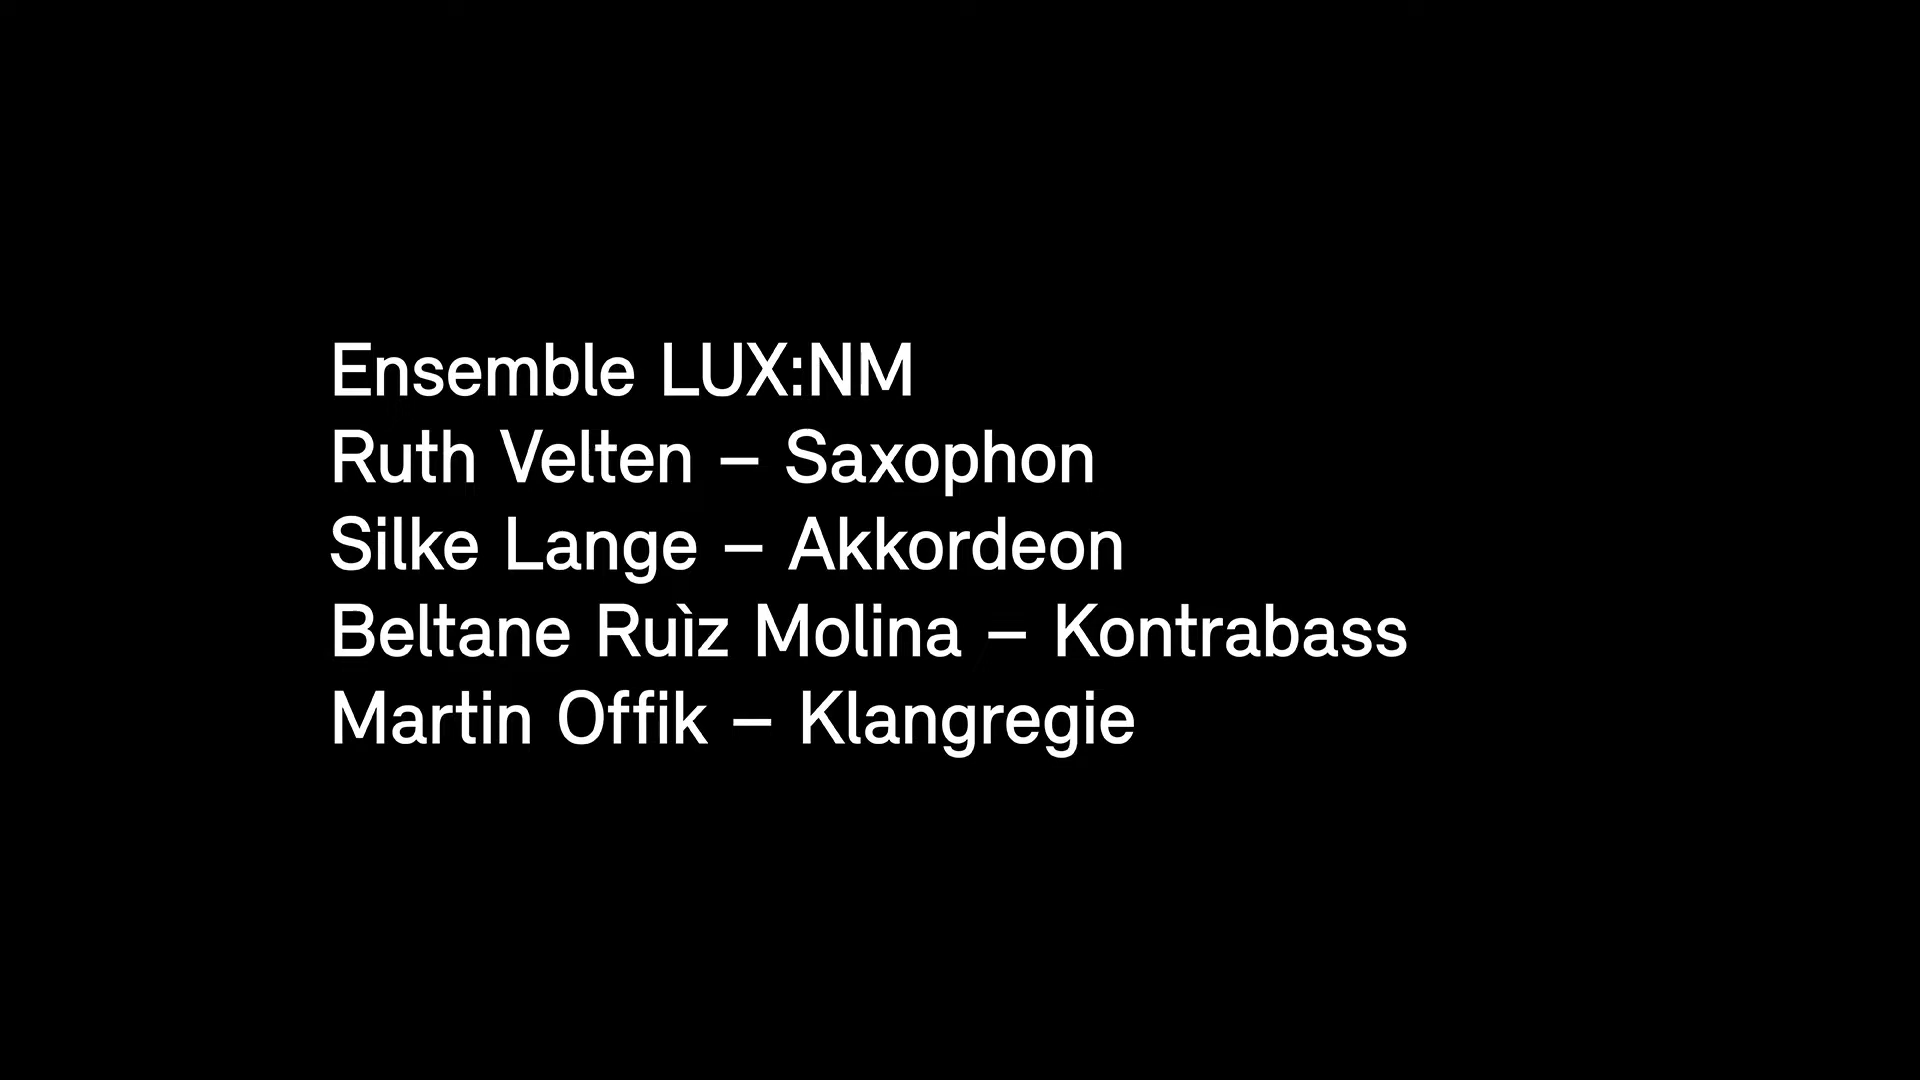 Ensemble LUX:NM
Ruth Velten – Saxophon
Silke Lange – Akkordeon
Beltane Ruìz Molina – Kontrabass
Martin Offik – Klangregie